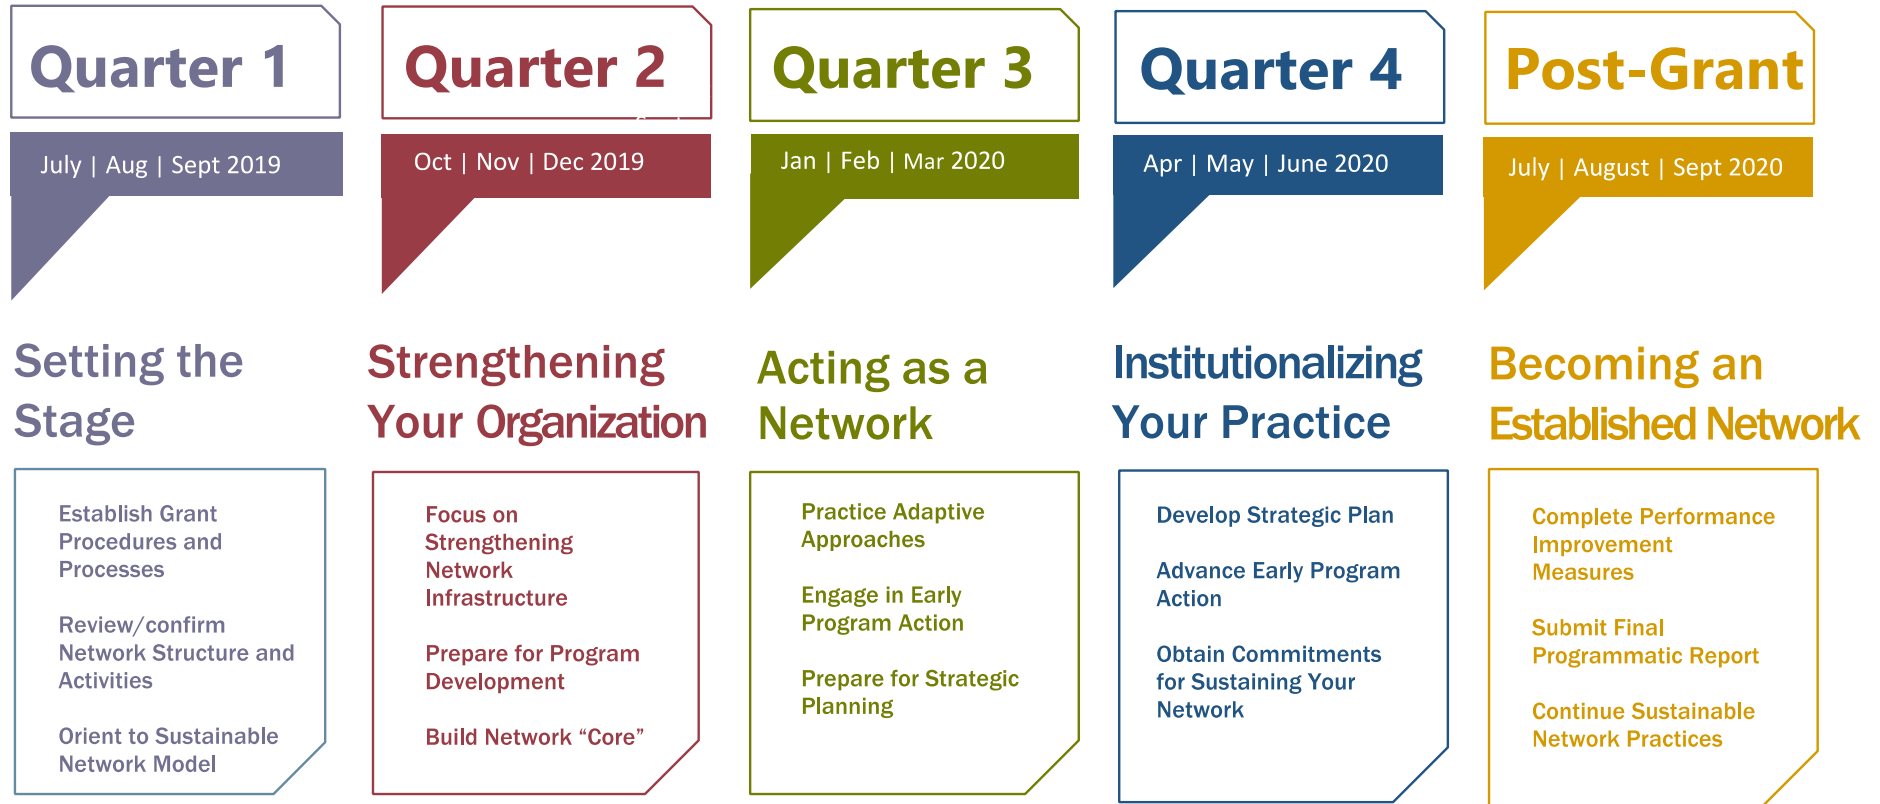 Quarter 1
July | Aug | Sept 2019
Setting the
Stage
Establish Grant
Procedures and
Processes
Review/confirm
Network Structure and
Activities
Orient to Sustainable
Network Model
Quarter 2
Oct | Nov | Dec 2019
Strengthening
Your Organization
Focus on
Strengthening
Network
Infrastructure
Prepare for Program
Development
Build Network “Core”
Quarter 3
Jan | Feb | Mar 2020
Acting as a
Network
Practice Adaptive
Approaches
Engage in Early
Program Action
Prepare for Strategic
Planning
Quarter 4
Apr | May | June 2020
Institutionalizing
Your Practice
Develop Strategic Plan
Advance Early Program
Action
Obtain Commitments
for Sustaining Your
Network
Post-Grant
July | August | Sept 2020
Becoming an
Established Network
Complete Performance
Improvement
Measures
Submit Final
Programmatic Report
Continue Sustainable
Network Practices